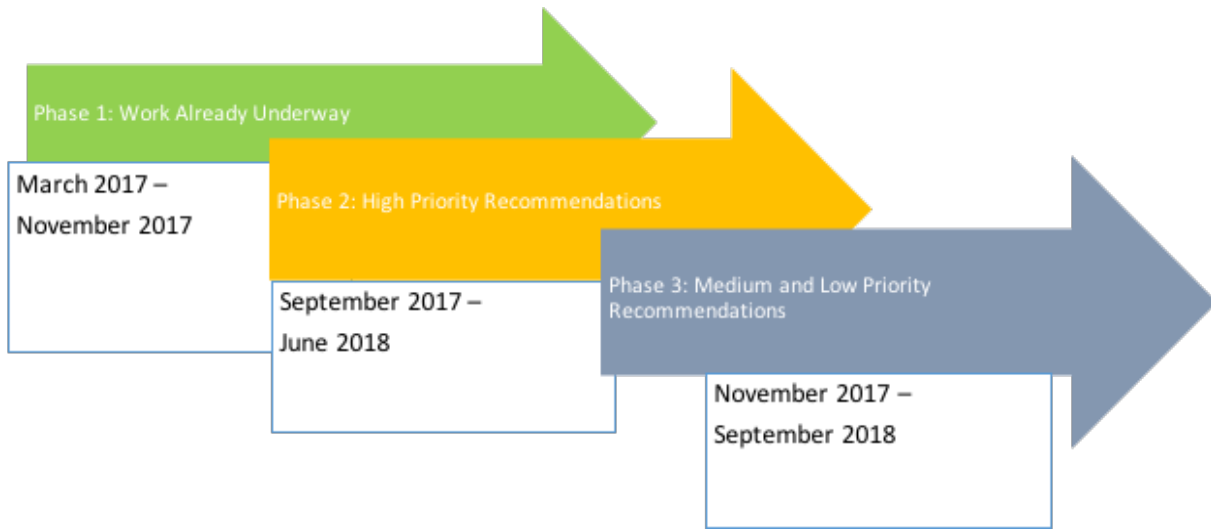 Phase 1: Work Already Underway
March 2017 –
November 2017
Phase 2: High Priority Recommendations
September 2017 –
June 2018
Phase 3: Medium and Low Priority
Recommendations
November 2017 –
September 2018